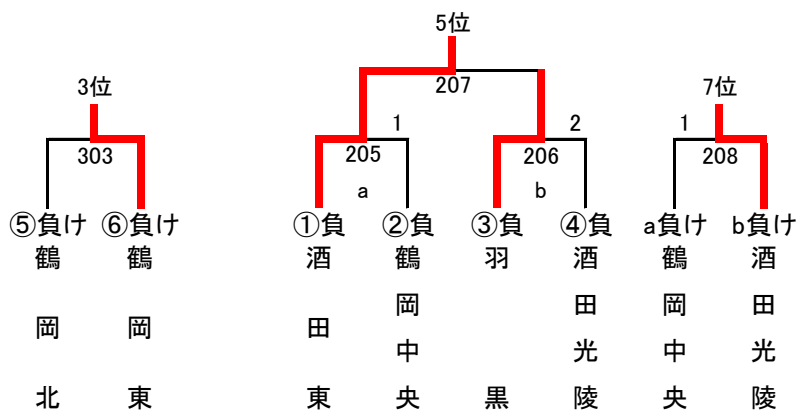 5位
3位
207
7位
1
2
1
303
205
206
208
a
b
⑤負け
⑥負け
①負
②負
③負
④負
a負け
b負け
鶴岡北
鶴岡東
酒田東
鶴岡中央
羽黒
酒田光陵
鶴岡中央
酒田光陵